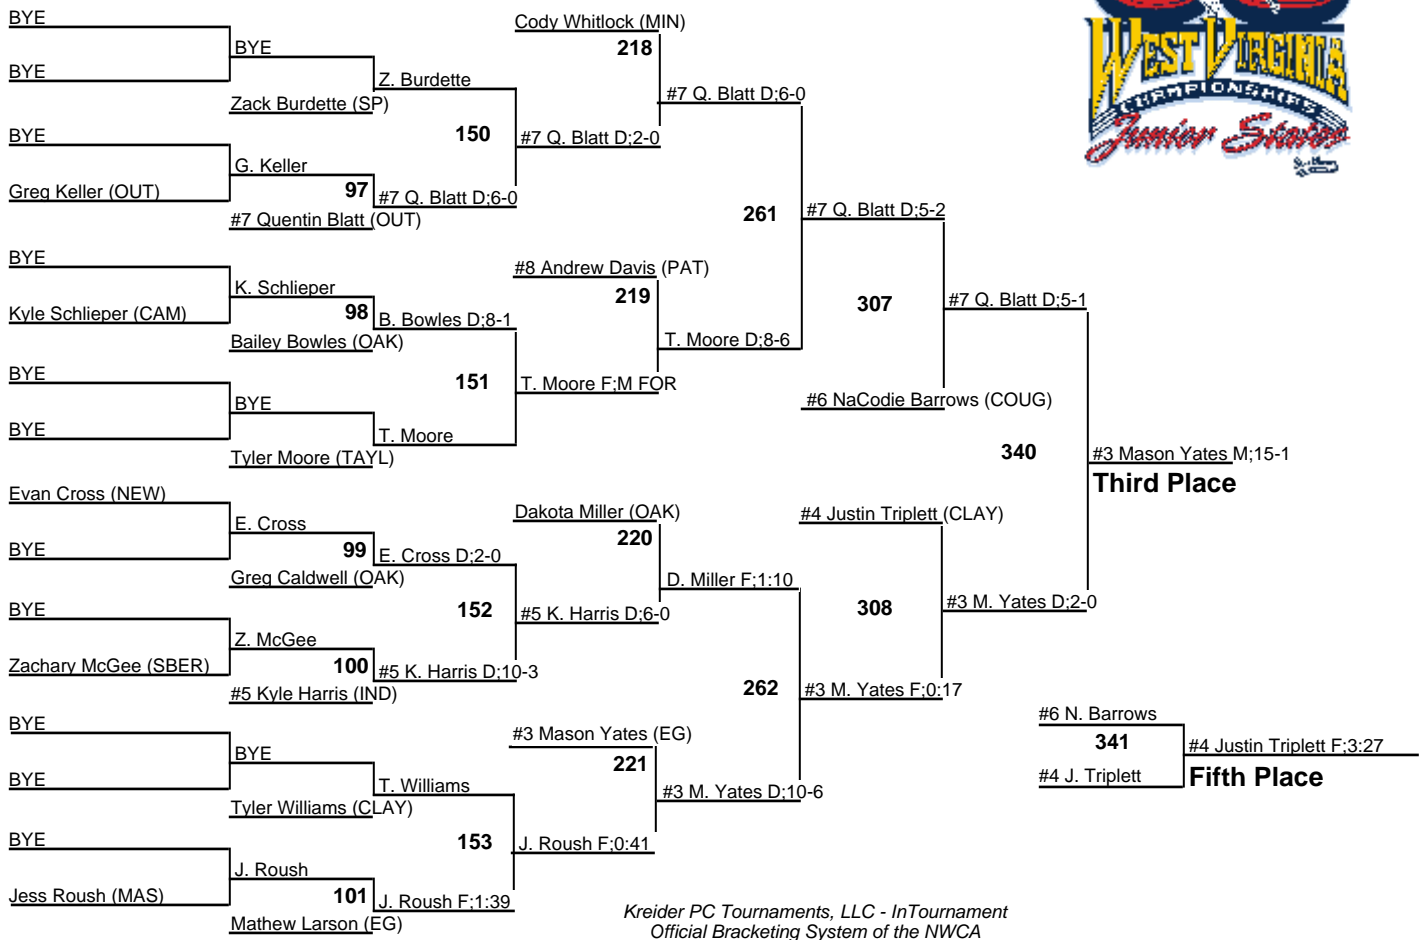 BYE
Cody Whitlock (MIN)
218
BYE
BYE
Z. Burdette
#7 Q. Blatt D;6-0
Zack Burdette (SP)
150
#7 Q. Blatt D;2-0
BYE
G. Keller
Greg Keller (OUT)
97
#7 Q. Blatt D;6-0
#7 Quentin Blatt (OUT)
261
#7 Q. Blatt D;5-2
BYE
#8 Andrew Davis (PAT)
K. Schlieper
219
Kyle Schlieper (CAM)
98
B. Bowles D;8-1
307
#7 Q. Blatt D;5-1
Bailey Bowles (OAK)
T. Moore D;8-6
BYE
151
T. Moore F;M FOR
BYE
#6 NaCodie Barrows (COUG)
BYE
T. Moore
Tyler Moore (TAYL)
340
#3 Mason Yates M;15-1
Third Place
Evan Cross (NEW)
Dakota Miller (OAK)
#4 Justin Triplett (CLAY)
E. Cross
220
BYE
99
E. Cross D;2-0
Greg Caldwell (OAK)
D. Miller F;1:10
BYE
152
#5 K. Harris D;6-0
308
#3 M. Yates D;2-0
Z. McGee
Zachary McGee (SBER)
100
#5 K. Harris D;10-3
#5 Kyle Harris (IND)
262
#3 M. Yates F;0:17
BYE
#3 Mason Yates (EG)
#6 N. Barrows
BYE
221
341
#4 Justin Triplett F;3:27
BYE
T. Williams
#3 M. Yates D;10-6
#4 J. Triplett
Fifth Place
Tyler Williams (CLAY)
BYE
153
J. Roush F;0:41
J. Roush
Jess Roush (MAS)
101
J. Roush F;1:39
Mathew Larson (EG)
Kreider PC Tournaments, LLC - InTournament
Official Bracketing System of the NWCA
WEST VIRGINIA
CHAMPIONSHIPS
Junior States